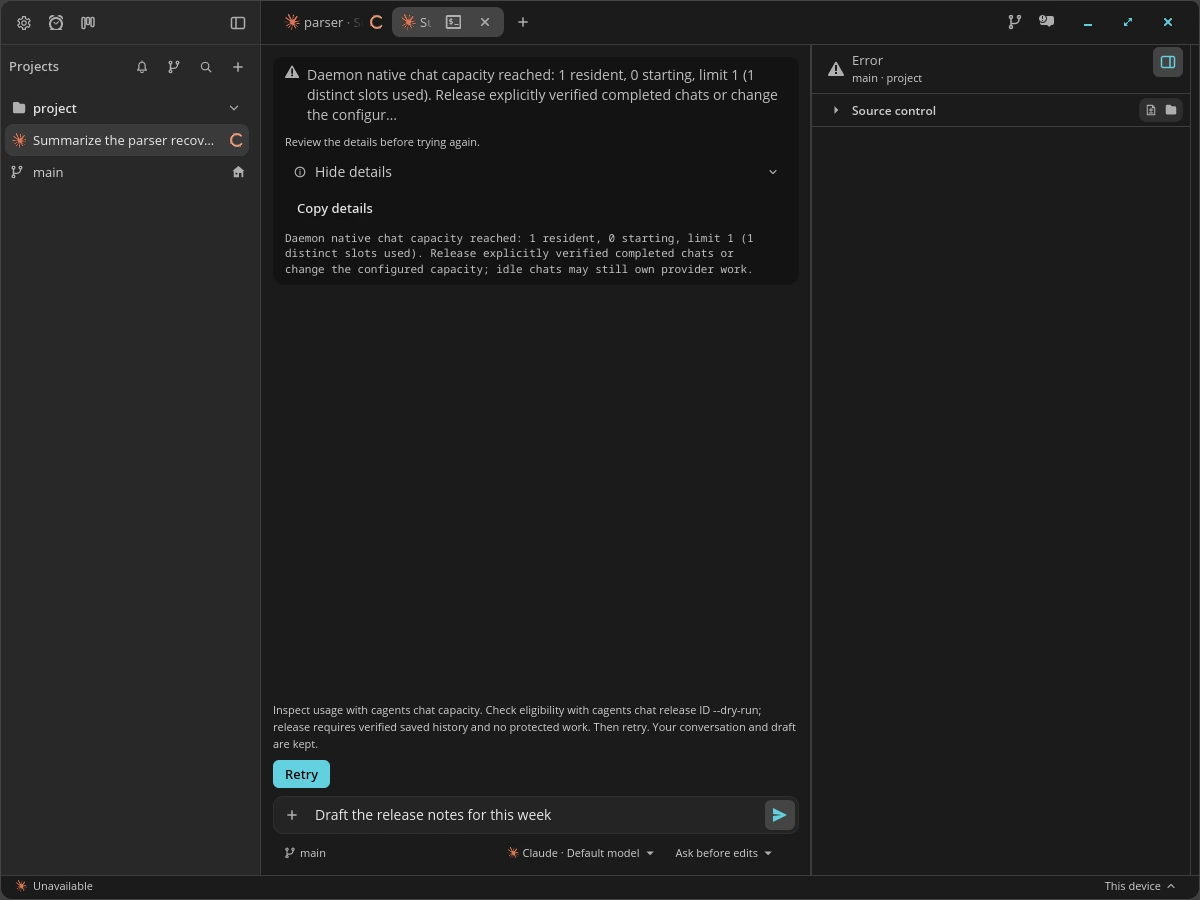 parser · S
Su
Projects
project
Summarize the parser recov...
main
Daemon native chat capacity reached: 1 resident, 0 starting, limit 1 (1
distinct slots used). Release explicitly verified completed chats or change
the configur...
Review the details before trying again.
Hide details
Copy details
Daemon native chat capacity reached: 1 resident, 0 starting, limit 1 (1
distinct slots used). Release explicitly verified completed chats or
change the configured capacity; idle chats may still own provider work.
Error
main · project
Source control
Inspect usage with cagents chat capacity. Check eligibility with cagents chat release ID --dry-run;
release requires verified saved history and no protected work. Then retry. Your conversation and draft
are kept.
Retry
Draft the release notes for this week
main
Claude · Default model
Ask before edits
Unavailable
This device